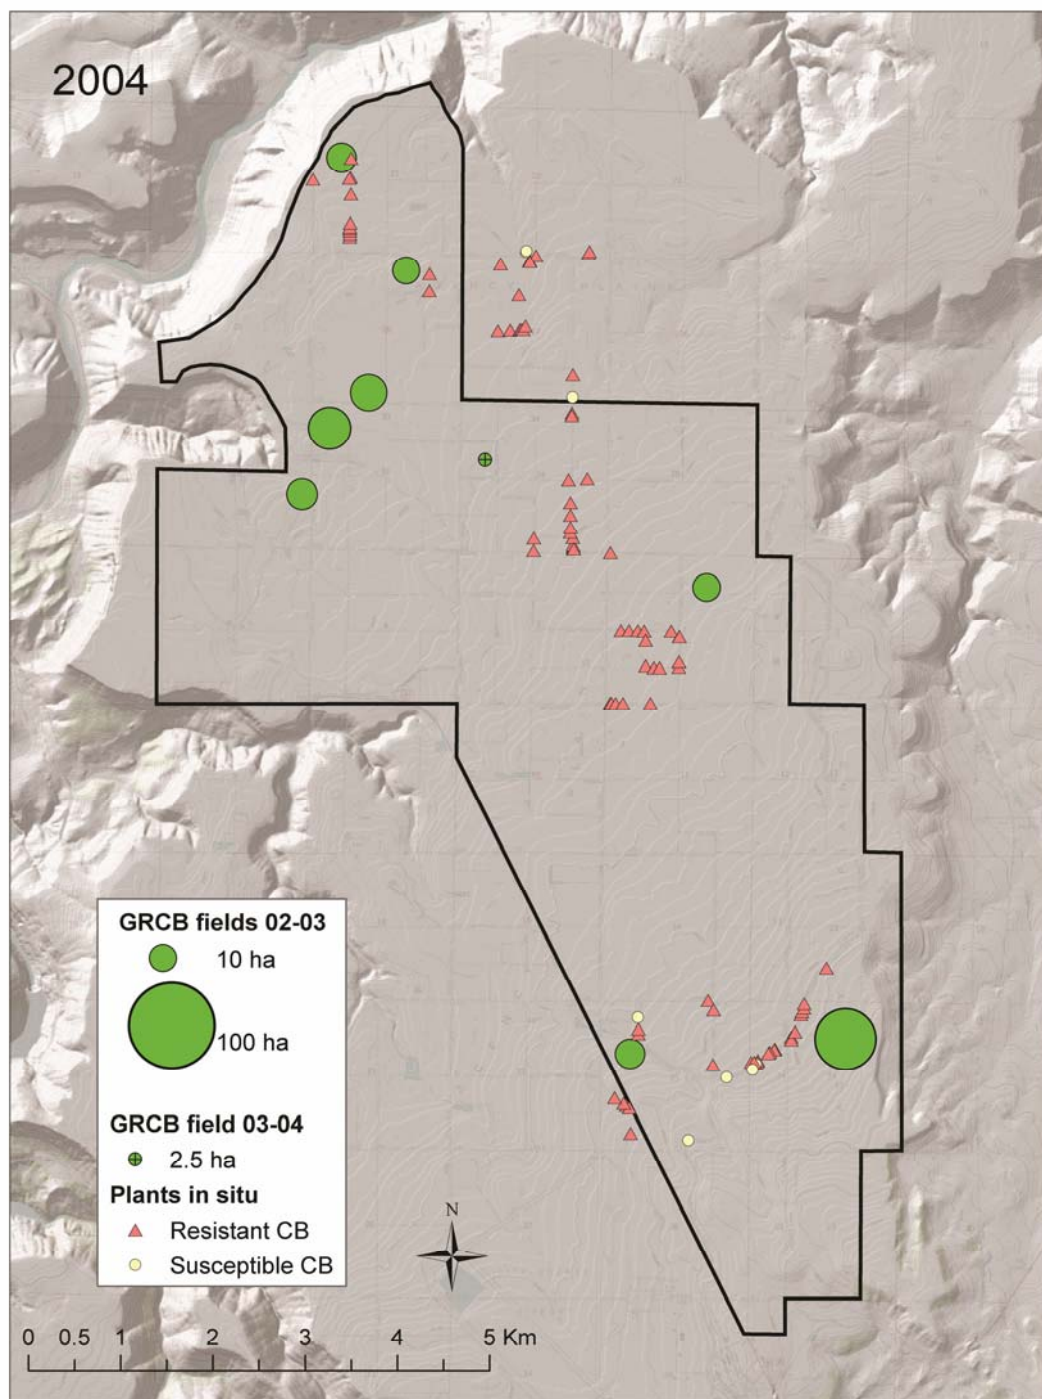 2004
GRCB fields 02-03
10 ha
100 ha
GRCB field 03-04
2.5 ha
Plants in situ
Resistant CB
Susceptible CB
N
0 0.5 1 2 3 4 5 Km